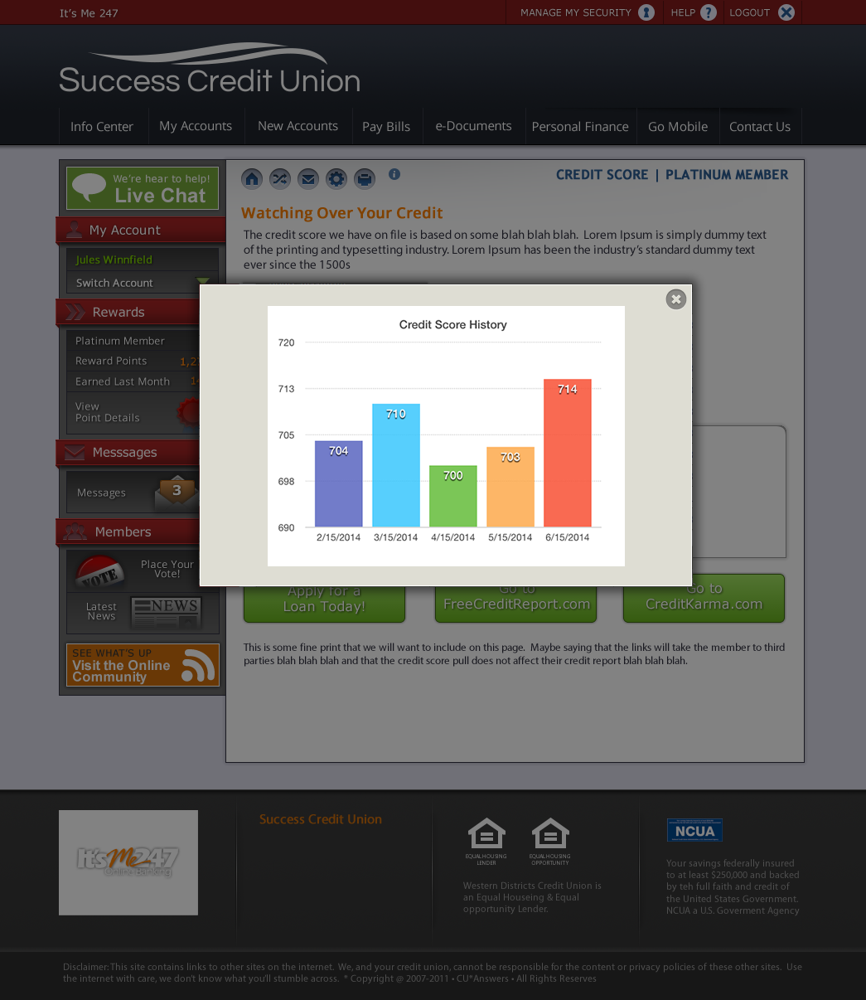 It's Me 247
MANAGE MY SECURITY
HELP ?
LOGOUT
Success Credit Union
Info Center
My Accounts
New Accounts
Pay Bills
e-Documents
Personal Finance
Go Mobile
Contact Us
We're hear to help!
Live Chat
My Account
Jules Winnfield
Switch Account
Rewards
Platinum Member
Reward Points
Earned Last Month
View
Point Details
Messsages
Messages
3
Members
VOTE
Place Your
Vote!
Latest
News
NEWS
SEE WHAT'S UP
Visit the Online
Community
i
CREDIT SCORE | PLATINUM MEMBER
Watching Over Your Credit
The credit score we have on file is based on some blah blah blah. Lorem Ipsum is simply dummy text
of the printing and typesetting industry. Lorem Ipsum has been the industry's standard dummy text
ever since the 1500s
Credit Score History
720
713
705
698
690
704
710
700
703
714
2/15/2014
3/15/2014
4/15/2014
5/15/2014
6/15/2014
Apply for a
Loan Today!
Go to
FreeCreditReport.com
Go to
CreditKarma.com
This is some fine print that we will want to include on this page. Maybe saying that the links will take the member to third
parties blah blah blah and that the credit score pull does not affect their credit report blah blah blah.
It'sMe247
Online Banking
Success Credit Union
EQUAL HOUSING
LENDER
EQUAL HOUSING
OPPORTUNITY
Western Districts Credit Union is
an Equal Houseing & Equal
opportunity Lender.
NCUA
Your savings federally insured
to at least $250,000 and backed
by teh full faith and credit of
the United States Government.
NCUA a U.S. Goverment Agency
Disclaimer: This site contains links to other sites on the internet. We, and your credit union, cannot be responsible for the content or privacy policies of these other sites. Use
the internet with care, we don't know what you'll stumble across. * Copyright @ 2007-2011 • CU*Answers • All Rights Reserves